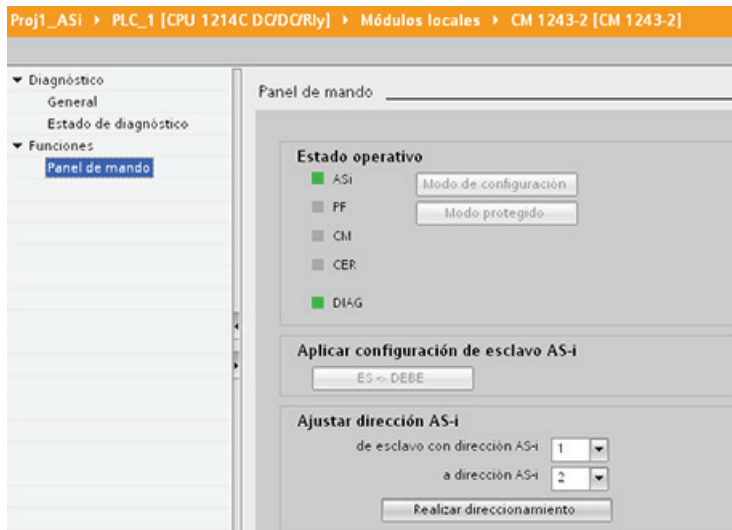 Proj1_ASi ▸ PLC_1 [CPU 1214C DC/DC/Rly] ▸ Módulos locales ▸ CM 1243-2 [CM 1243-2]
Diagnóstico
General
Estado de diagnóstico
Funciones
Panel de mando
Panel de mando
Estado operativo
ASi Modo de configuración
PF Modo protegido
CM
CER
DIAG
Aplicar configuración de esclavo AS-i
ES -> DEBE
Ajustar dirección AS-i
de esclavo con dirección AS-i 1
a dirección AS-i 2
Realizar direccionamiento